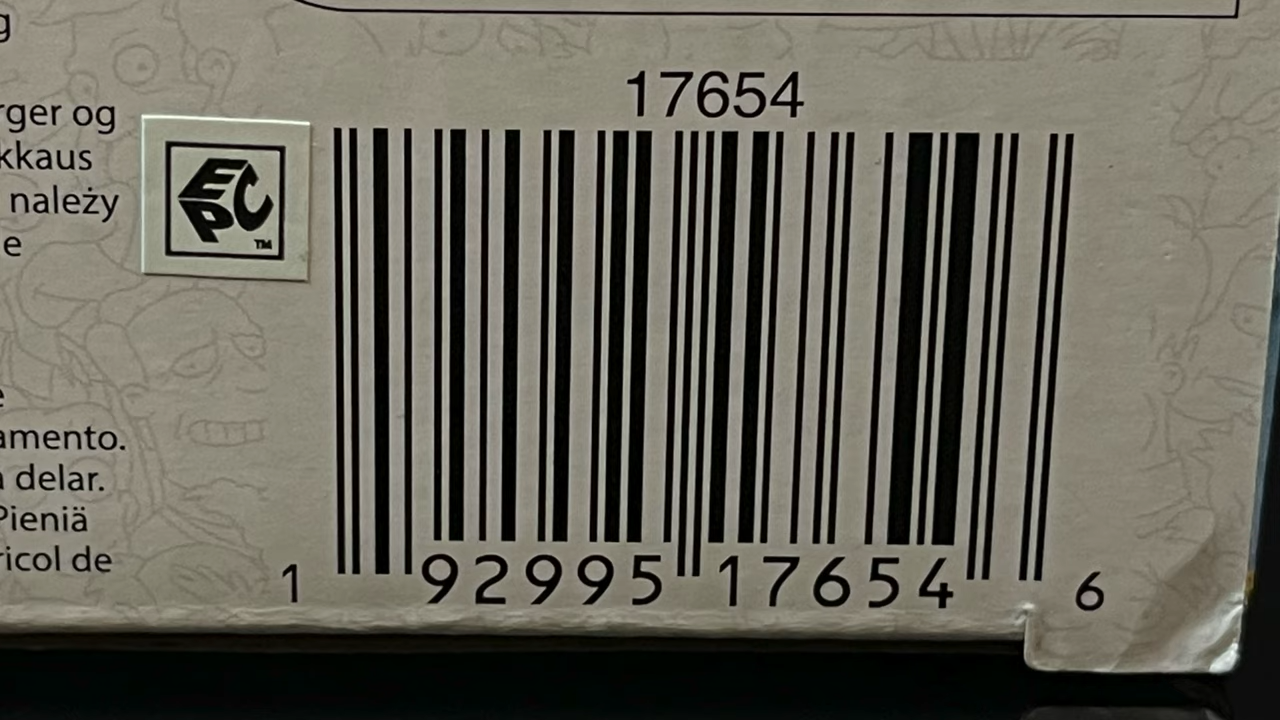 g
rger og
kkaus
należy
e
17654
EPC
TM
e
amento.
a delar.
Pieniä
ricol de
1 92995 17654 6